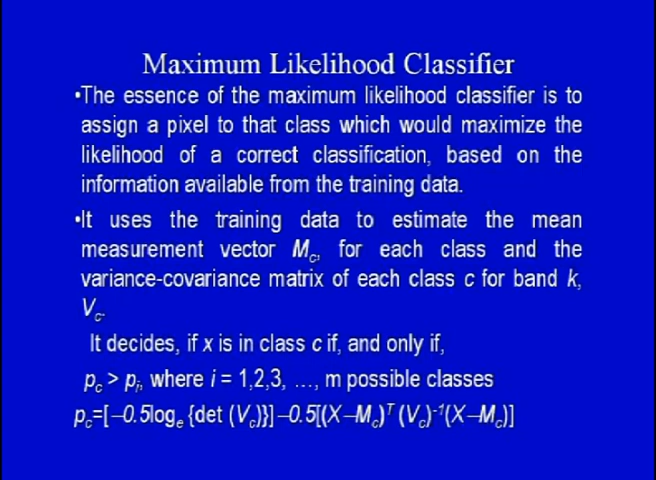 Maximum Likelihood Classifier
•The essence of the maximum likelihood classifier is to
assign a pixel to that class which would maximize the
likelihood of a correct classification, based on the
information available from the training data.
•It uses the training data to estimate the mean
measurement vector Mc, for each class and the
variance-covariance matrix of each class c for band k,
Vc.
It decides, if x is in class c if, and only if,
pc > pi, where i = 1,2,3, …, m possible classes
pc=[–0.5loge {det (Vc)}]–0.5[(X–Mc)T (Vc)-1(X–Mc)]